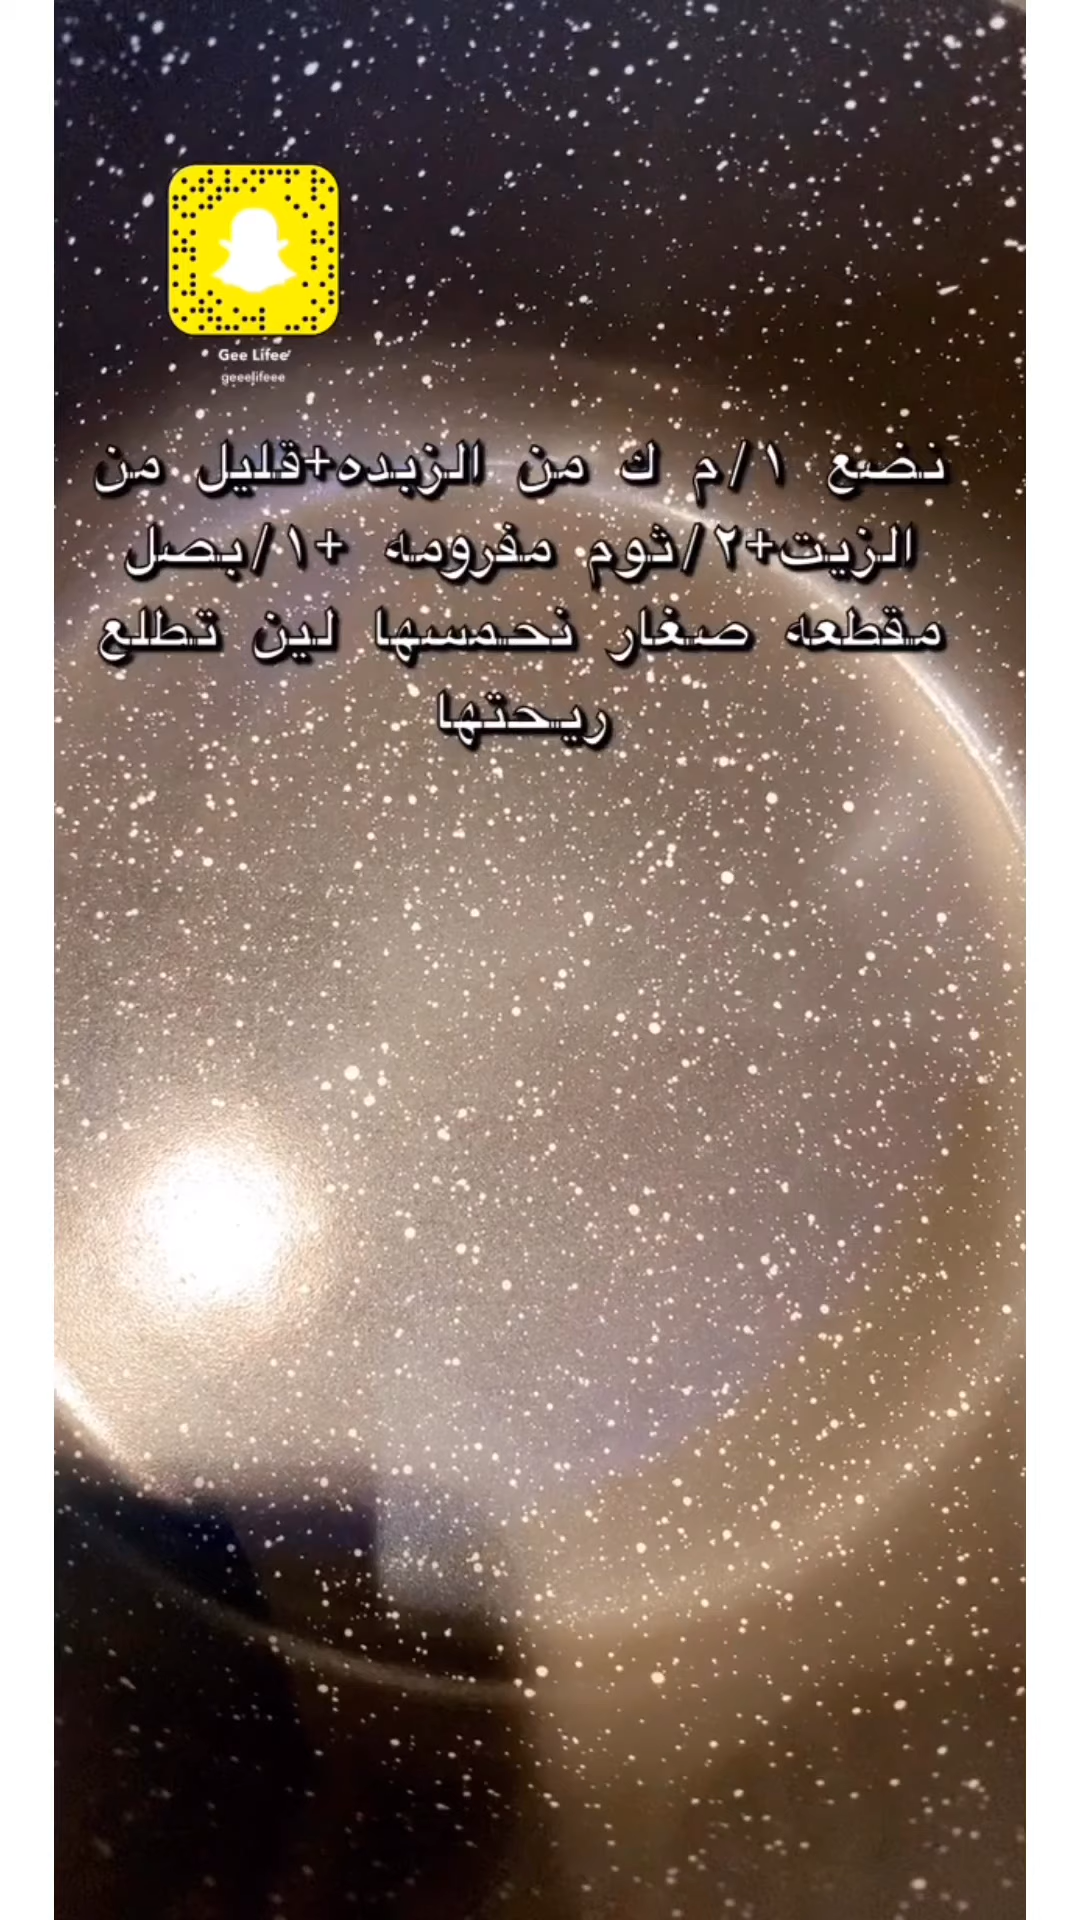 Gee Lifee
geeelifeee
نضع ١/م ك من الزبده+قليل من
الزيت+٢/ثوم مفرومه +١/بصل
مقطعه صغار نحمسها لين تطلع
ريحتها